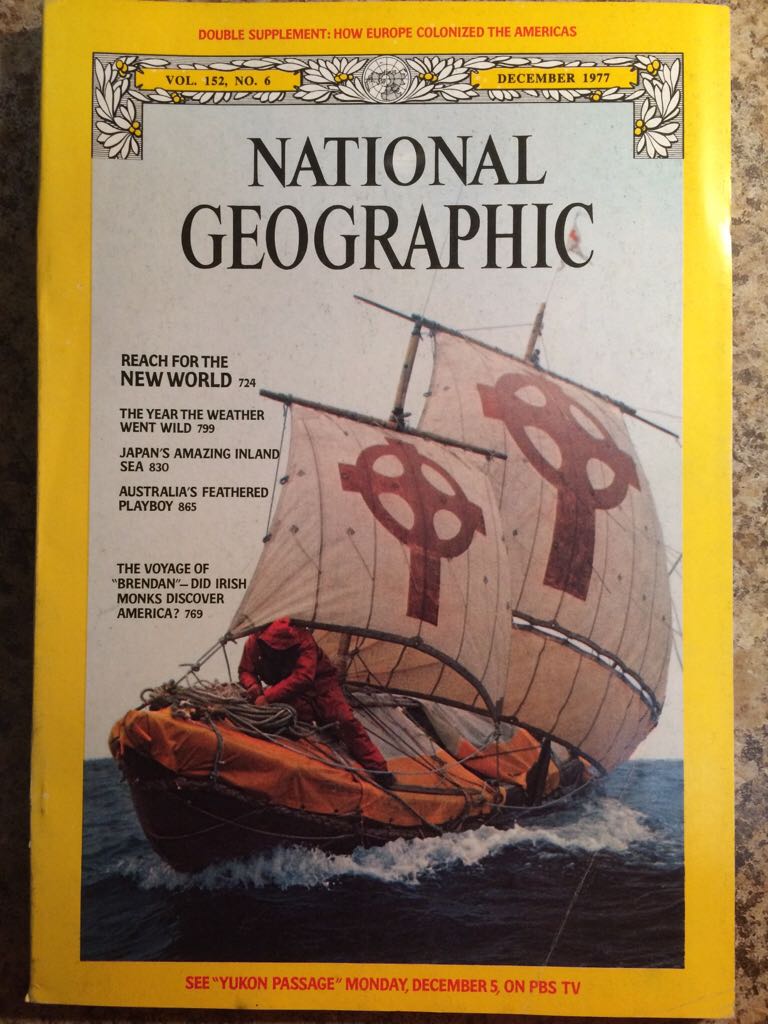 DOUBLE SUPPLEMENT: HOW EUROPE COLONIZED THE AMERICAS
VOL. 152, NO. 6
DECEMBER 1977
NATIONAL
GEOGRAPHIC
REACH FOR THE
NEW WORLD 724
THE YEAR THE WEATHER
WENT WILD 799
JAPAN'S AMAZING INLAND
SEA 830
AUSTRALIA'S FEATHERED
PLAYBOY 865
THE VOYAGE OF
"BRENDAN"—DID IRISH
MONKS DISCOVER
AMERICA? 769
SEE "YUKON PASSAGE" MONDAY, DECEMBER 5, ON PBS TV